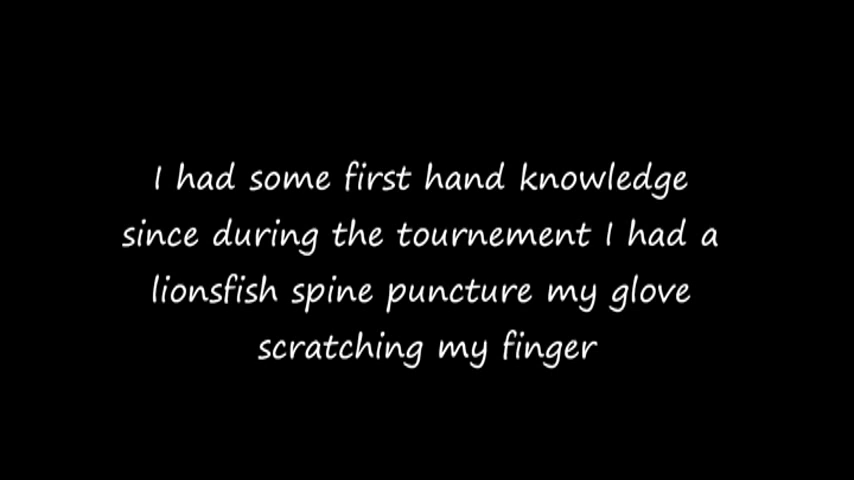 I had some first hand knowledge
since during the tournement I had a
lionsfish spine puncture my glove
scratching my finger